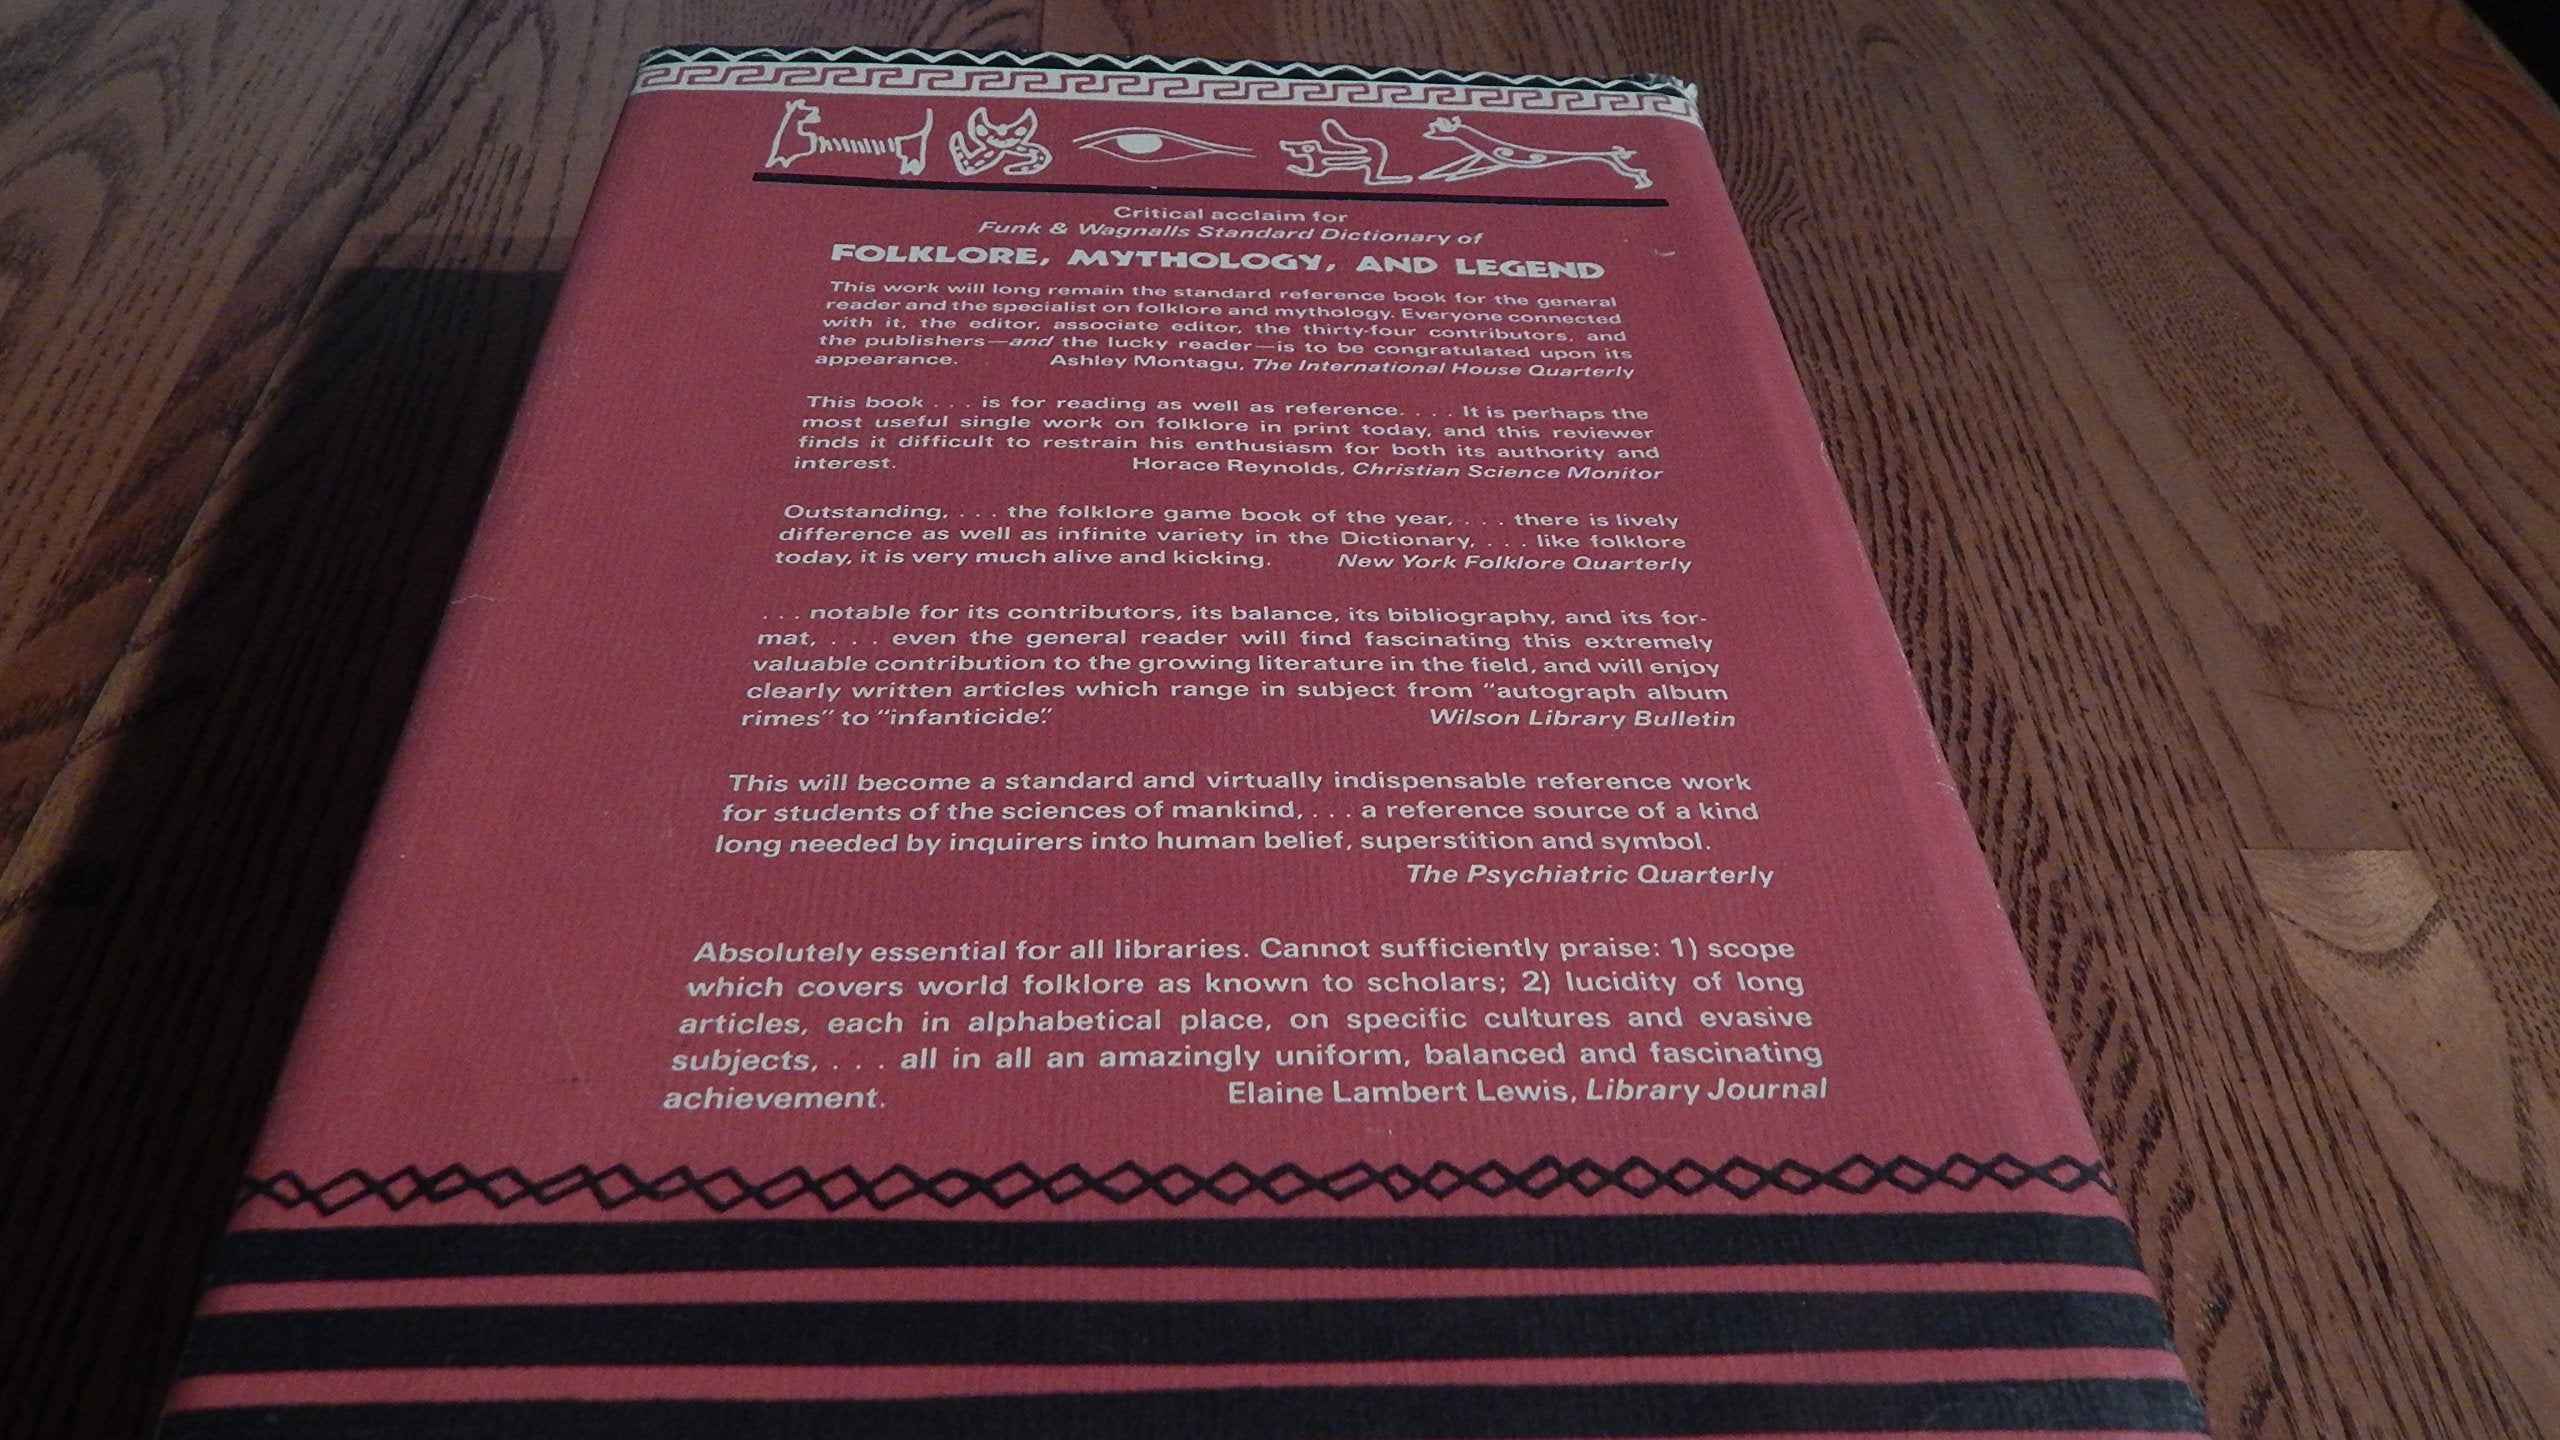 Critical acclaim for
Funk & Wagnalls Standard Dictionary of
FOLKLORE, MYTHOLOGY, AND LEGEND
This work will long remain the standard reference book for the general
reader and the specialist on folklore and mythology. Everyone connected
with it, the editor, associate editor, the thirty-four contributors, and
the publishers—and the lucky reader—is to be congratulated upon its
appearance. Ashley Montagu, The International House Quarterly
This book . . . is for reading as well as reference. . . . It is perhaps the
most useful single work on folklore in print today, and this reviewer
finds it difficult to restrain his enthusiasm for both its authority and
interest. Horace Reynolds, Christian Science Monitor
Outstanding, . . . the folklore game book of the year, . . . there is lively
difference as well as infinite variety in the Dictionary, . . . like folklore
today, it is very much alive and kicking. New York Folklore Quarterly
. . . notable for its contributors, its balance, its bibliography, and its for-
mat, . . . even the general reader will find fascinating this extremely
valuable contribution to the growing literature in the field, and will enjoy
clearly written articles which range in subject from "autograph album
rimes" to "infanticide." Wilson Library Bulletin
This will become a standard and virtually indispensable reference work
for students of the sciences of mankind, . . . a reference source of a kind
long needed by inquirers into human belief, superstition and symbol.
The Psychiatric Quarterly
Absolutely essential for all libraries. Cannot sufficiently praise: 1) scope
which covers world folklore as known to scholars; 2) lucidity of long
articles, each in alphabetical place, on specific cultures and evasive
subjects, . . . all in all an amazingly uniform, balanced and fascinating
achievement. Elaine Lambert Lewis, Library Journal